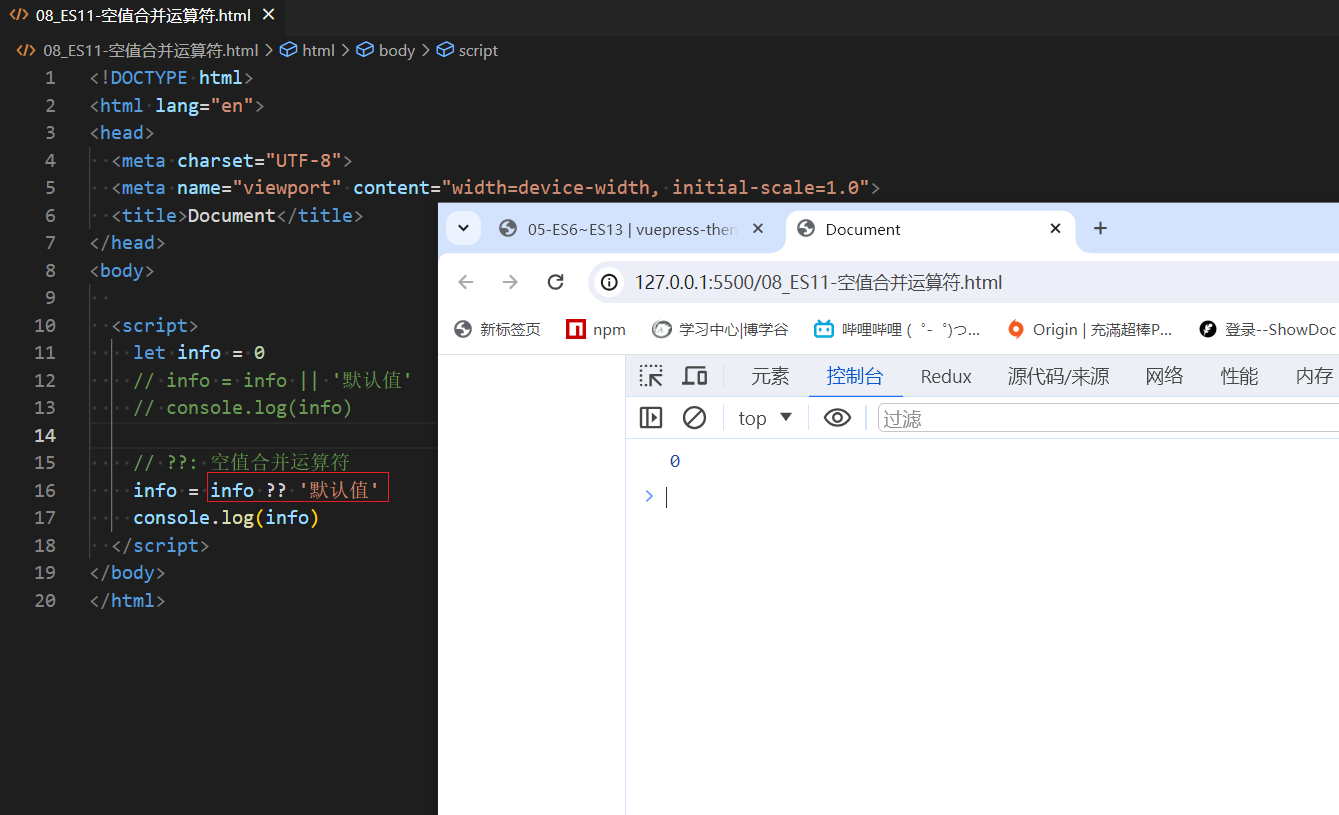 08_ES11-空值合并运算符.html
08_ES11-空值合并运算符.html > html > body > script
1 <!DOCTYPE html>
2 <html lang="en">
3 <head>
4 <meta charset="UTF-8">
5 <meta name="viewport" content="width=device-width, initial-scale=1.0">
6 <title>Document</title>
7 </head>
8 <body>
9
10 <script>
11 let info = 0
12 // info = info || '默认值'
13 // console.log(info)
14
15 // ??: 空值合并运算符
16 info = info ?? '默认值'
17 console.log(info)
18 </script>
19 </body>
20 </html>
05-ES6~ES13 | vuepress-then
Document
127.0.0.1:5500/08_ES11-空值合并运算符.html
新标签页 npm 学习中心|博学谷 哔哩哔哩 (゜-゜)つ... Origin | 充满超棒P... 登录--ShowDoc
元素 控制台 Redux 源代码/来源 网络 性能 内存
top 过滤
0